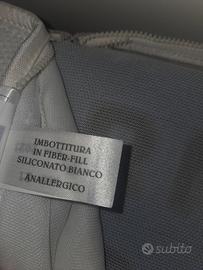 IMBOTTITURA
IN FIBER-FILL
SILICONATO BIANCO
ANALLERGICO
subito